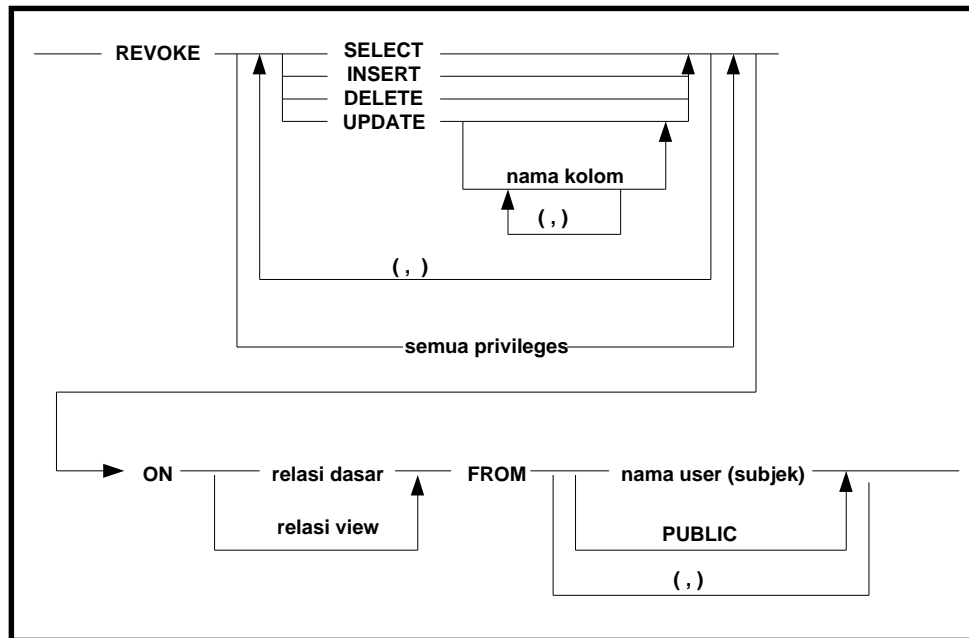 REVOKE SELECT
INSERT
DELETE
UPDATE
nama kolom
( , )
( , )
semua privileges
ON relasi dasar FROM nama user (subjek)
relasi view PUBLIC
( , )